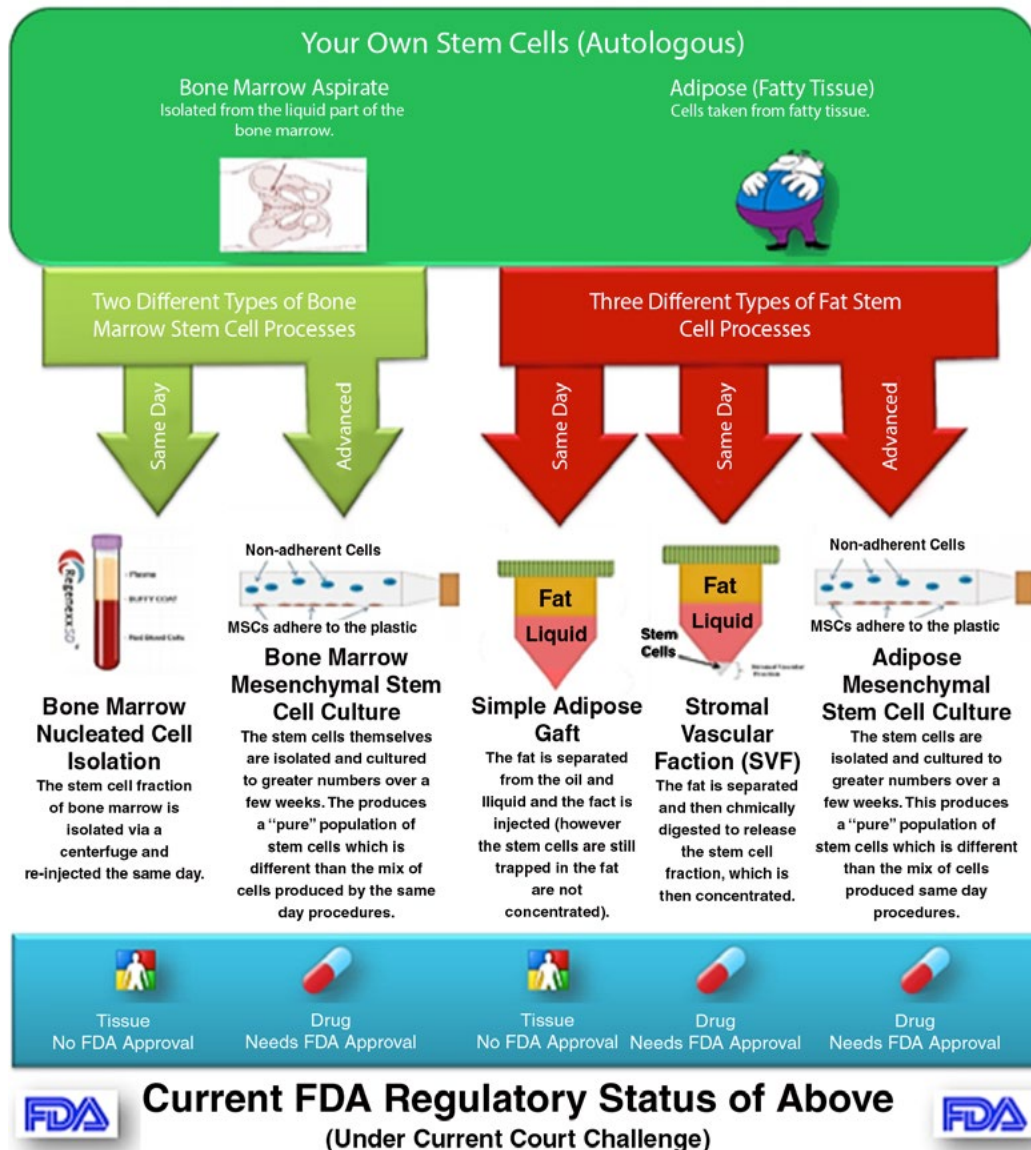 Your Own Stem Cells (Autologous)
Bone Marrow Aspirate
Isolated from the liquid part of the
bone marrow.
Adipose (Fatty Tissue)
Cells taken from fatty tissue.
Two Different Types of Bone
Marrow Stem Cell Processes
Three Different Types of Fat Stem
Cell Processes
Same Day
Advanced
Same Day
Same Day
Advanced
Regenexx SD
Plasma
BUFFY COAT
Red Blood Cells
Bone Marrow
Nucleated Cell
Isolation
The stem cell fraction
of bone marrow is
isolated via a
centerfuge and
re-injected the same day.
Non-adherent Cells
MSCs adhere to the plastic
Bone Marrow
Mesenchymal Stem
Cell Culture
The stem cells themselves
are isolated and cultured
to greater numbers over a
few weeks. The produces
a “pure” population of
stem cells which is
different than the mix of
cells produced by the same
day procedures.
Fat
Liquid
Simple Adipose
Gaft
The fat is separated
from the oil and
lliquid and the fact is
injected (however
the stem cells are still
trapped in the fat
are not
concentrated).
Fat
Liquid
Stem
Cells
Stromal
Vascular
Faction (SVF)
The fat is separated
and then chmically
digested to release
the stem cell
fraction, which is
then concentrated.
Non-adherent Cells
MSCs adhere to the plastic
Adipose
Mesenchymal
Stem Cell Culture
The stem cells are
isolated and cultured to
greater numbers over a
few weeks. This produces
a “pure” population of
stem cells which is different
than the mix of cells
produced same day
procedures.
Tissue
No FDA Approval
Drug
Needs FDA Approval
Tissue
No FDA Approval
Drug
Needs FDA Approval
Drug
Needs FDA Approval
FDA
Current FDA Regulatory Status of Above
(Under Current Court Challenge)
FDA